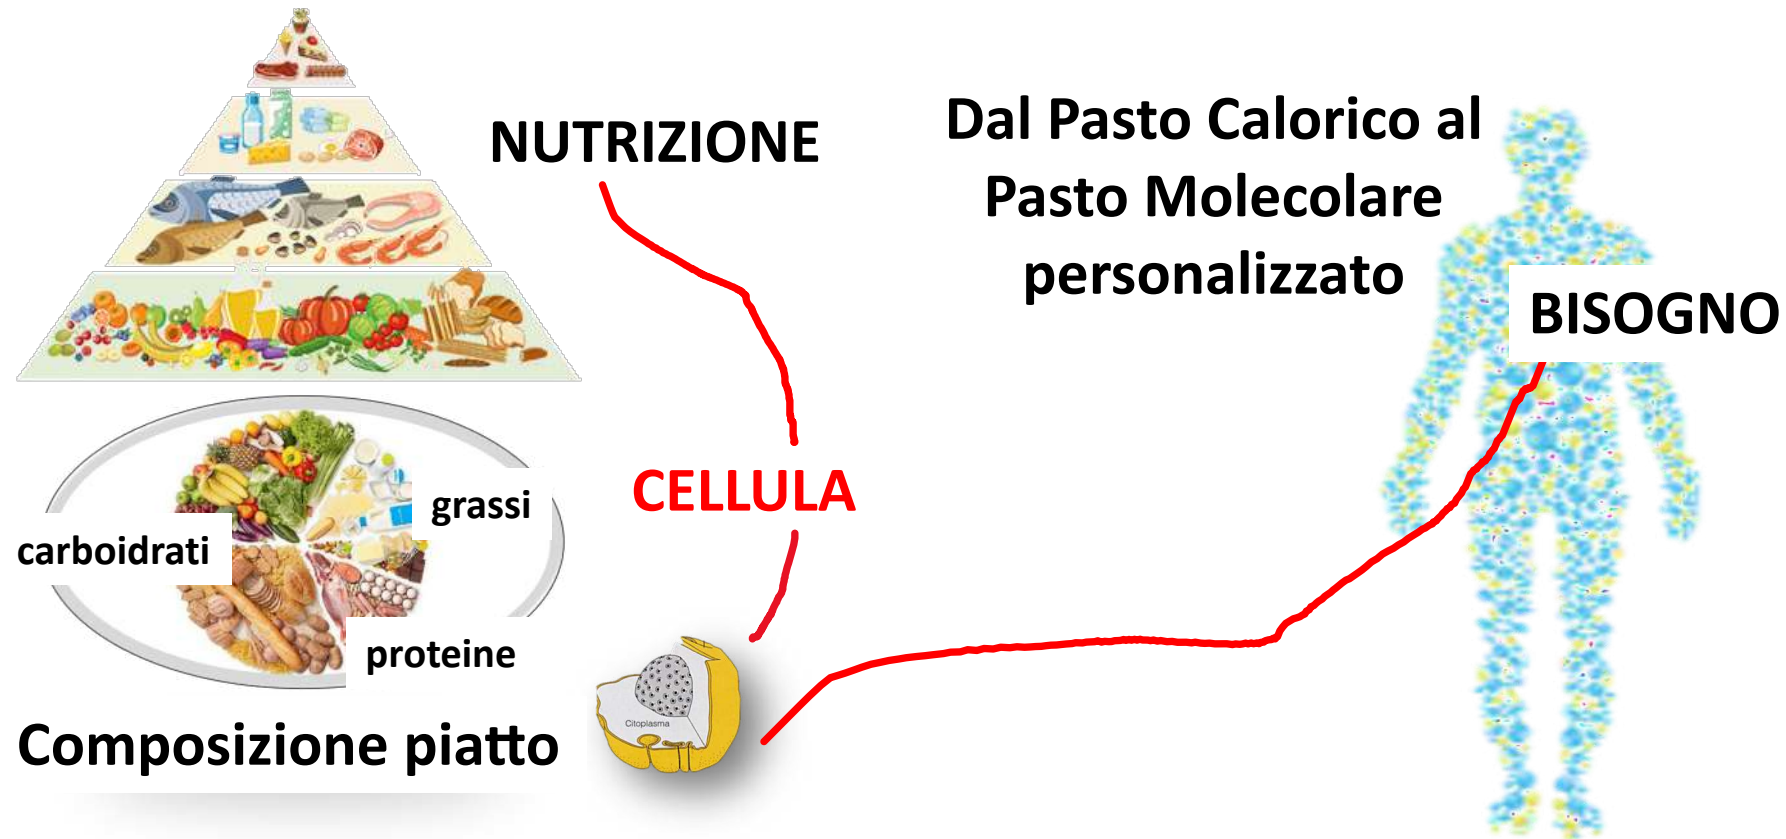 NUTRIZIONE
Dal Pasto Calorico al
Pasto Molecolare
personalizzato
BISOGNO
CELLULA
grassi
carboidrati
proteine
Citoplasma
Composizione piatto